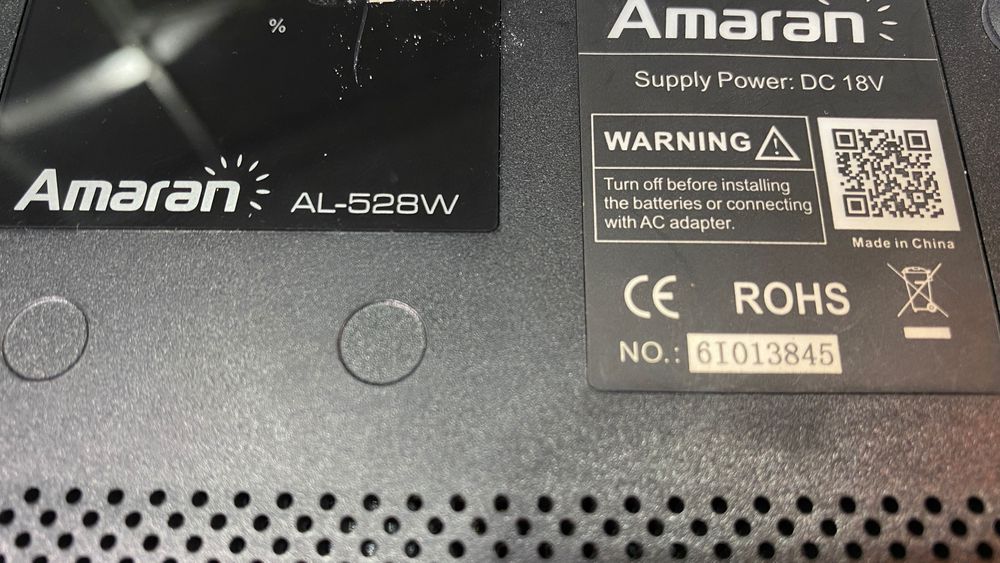 %
Amaran AL-528W
Amaran
Supply Power: DC 18V
WARNING
Turn off before installing
the batteries or connecting
with AC adapter.
Made in China
CE ROHS
NO.: 6I013845